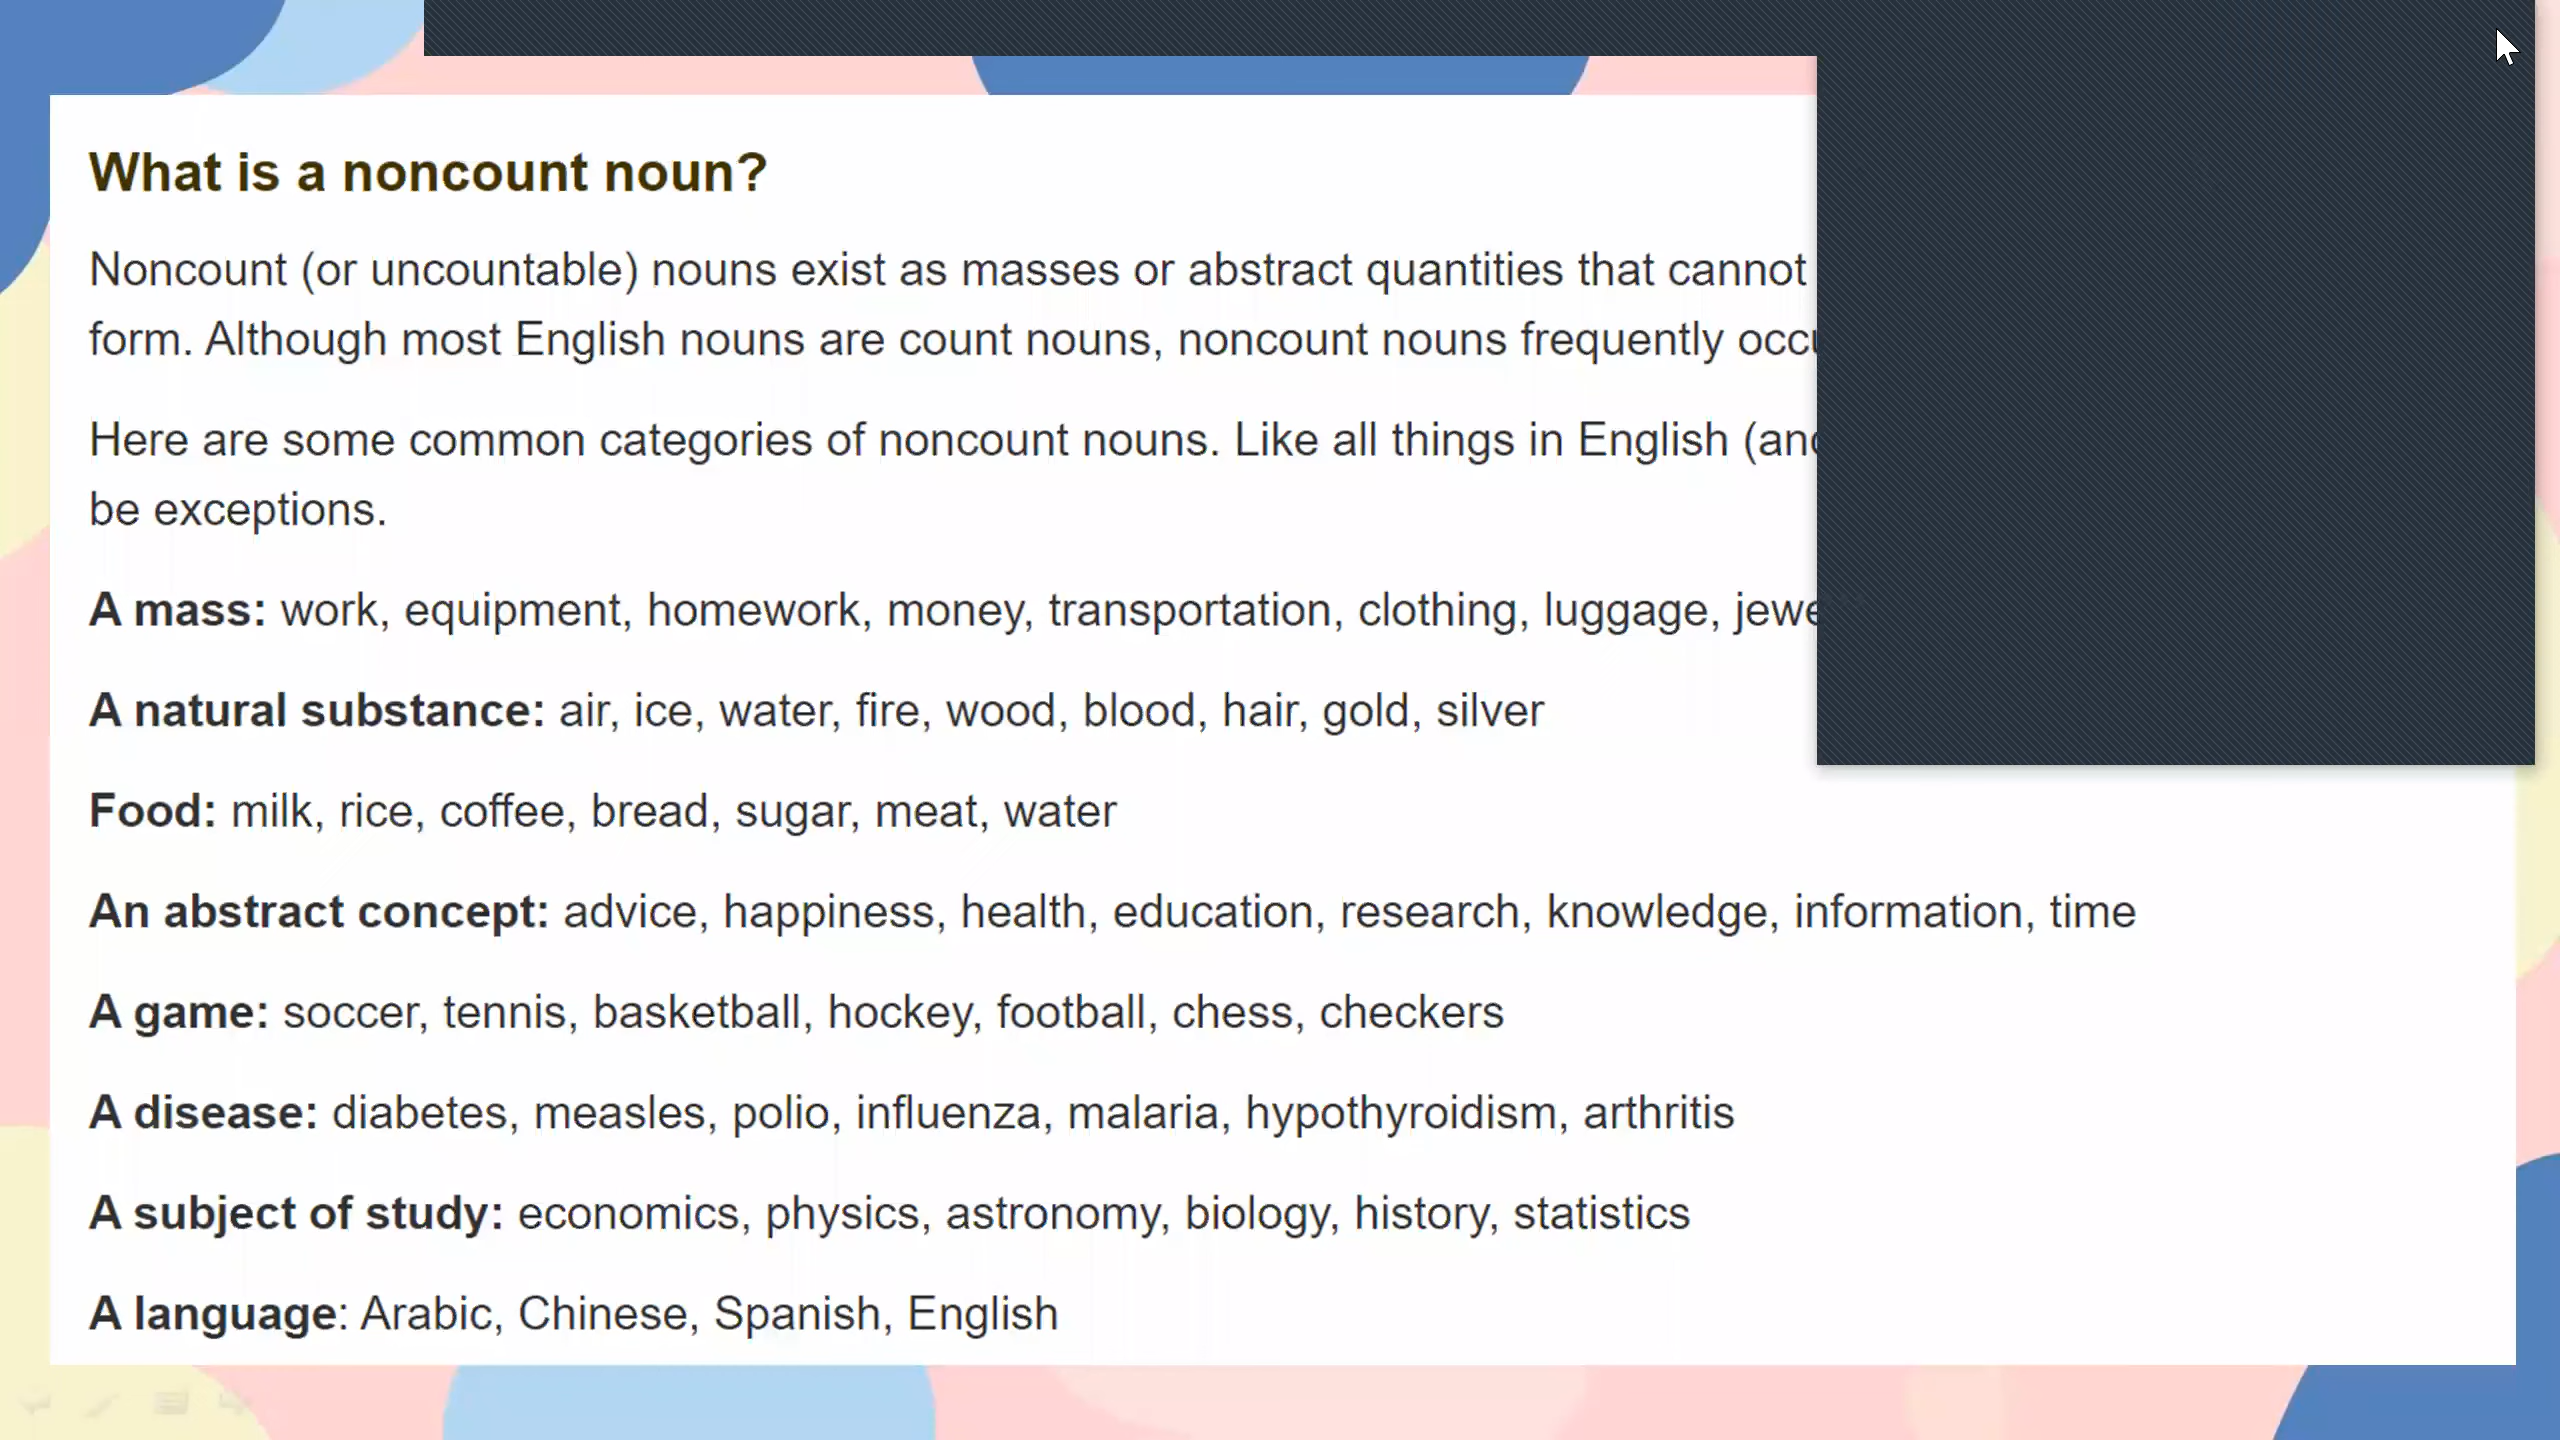 What is a noncount noun?
Noncount (or uncountable) nouns exist as masses or abstract quantities that cannot
form. Although most English nouns are count nouns, noncount nouns frequently
Here are some common categories of noncount nouns. Like all things in English
be exceptions.
A mass: work, equipment, homework, money, transportation, clothing, luggage,
A natural substance: air, ice, water, fire, wood, blood, hair, gold, silver
Food: milk, rice, coffee, bread, sugar, meat, water
An abstract concept: advice, happiness, health, education, research, knowledge, information, time
A game: soccer, tennis, basketball, hockey, football, chess, checkers
A disease: diabetes, measles, polio, influenza, malaria, hypothyroidism, arthritis
A subject of study: economics, physics, astronomy, biology, history, statistics
A language: Arabic, Chinese, Spanish, English